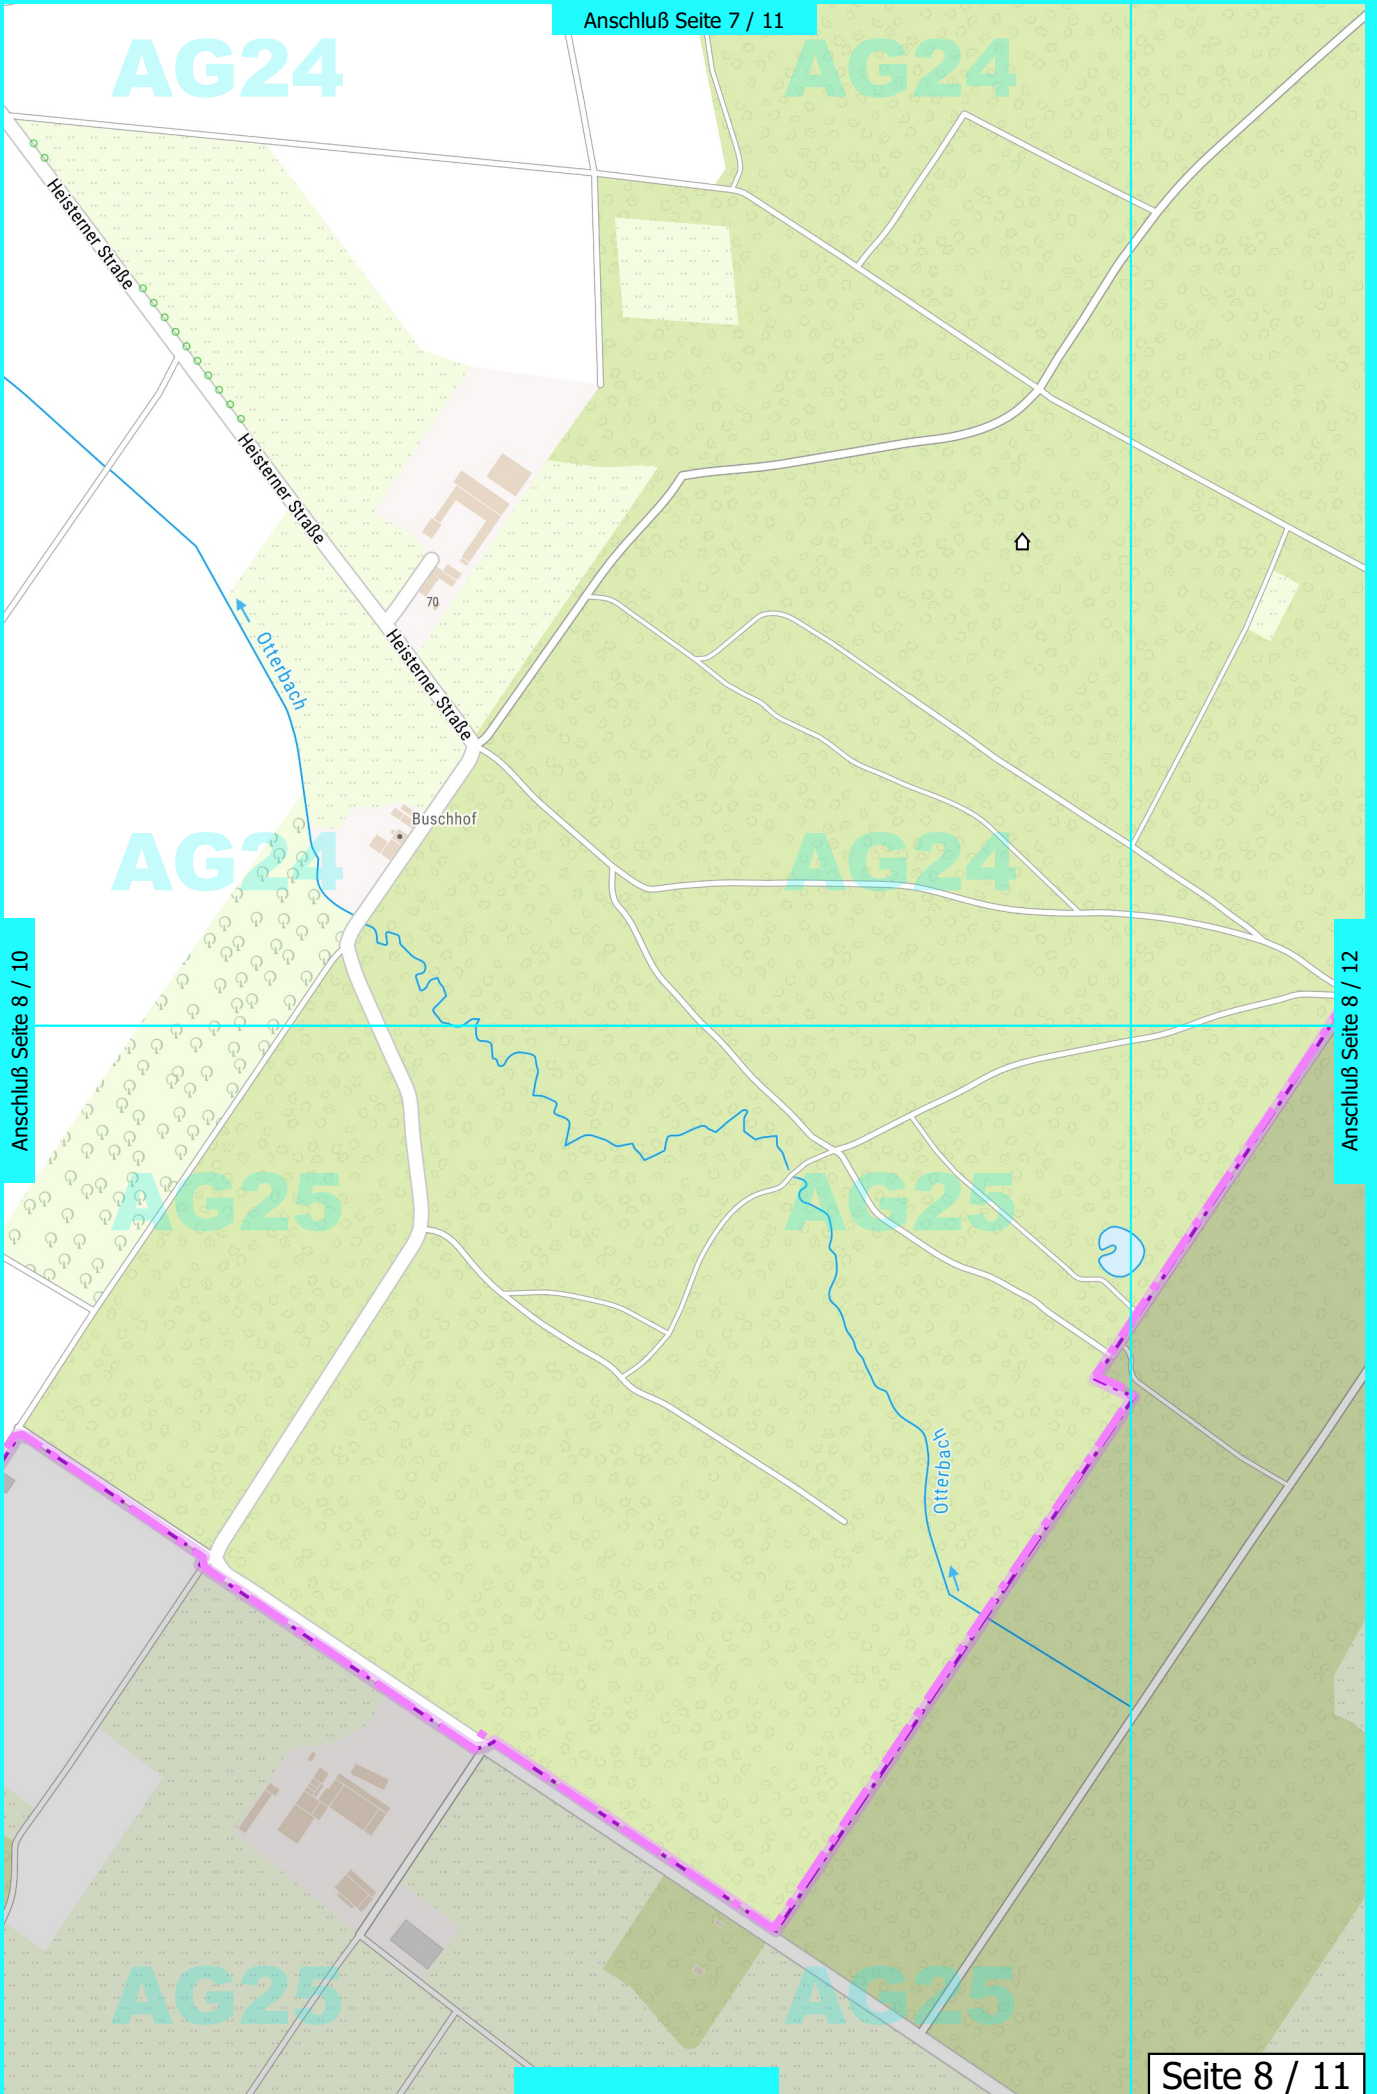 Anschluß Seite 7 / 11
AG24
AG24
Heisterner Straße
Heisterner Straße
70
Otterbach
Heisterner Straße
Buschhof
AG24
AG24
Anschluß Seite 8 / 10
Anschluß Seite 8 / 12
AG25
AG25
Otterbach
AG25
AG25
Seite 8 / 11